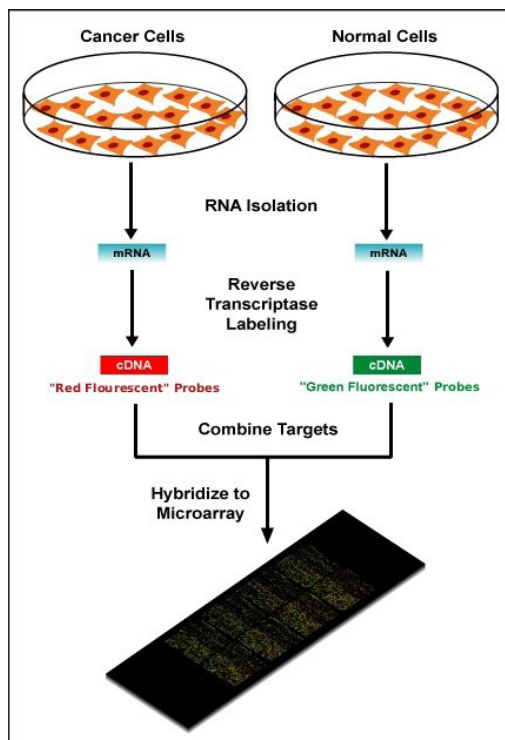 Cancer Cells
Normal Cells
RNA Isolation
mRNA
mRNA
Reverse
Transcriptase
Labeling
cDNA
cDNA
"Red Flourescent" Probes
"Green Fluorescent" Probes
Combine Targets
Hybridize to
Microarray